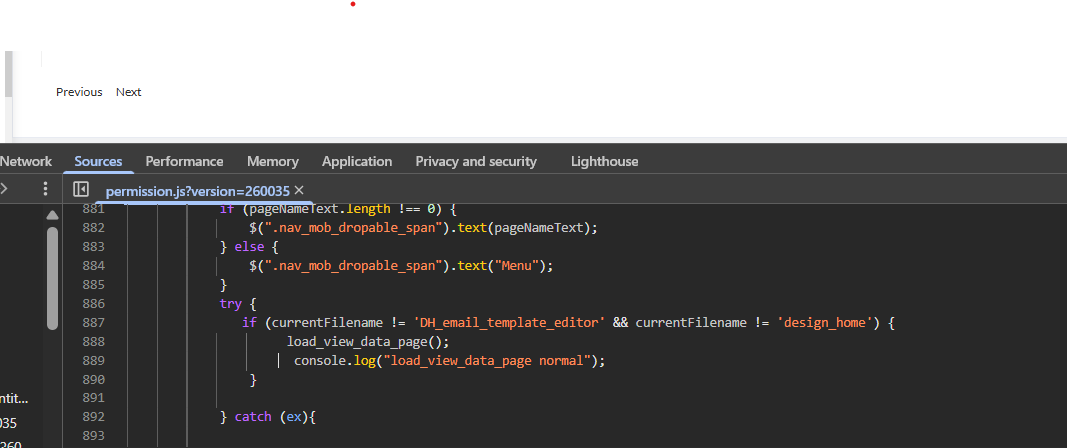 Previous Next
Network Sources Performance Memory Application Privacy and security Lighthouse
permission.js?version=260035
881 if (pageNameText.length !== 0) {
882 $(".nav_mob_dropable_span").text(pageNameText);
883 } else {
884 $(".nav_mob_dropable_span").text("Menu");
885 }
886 try {
887 if (currentFilename != 'DH_email_template_editor' && currentFilename != 'design_home') {
888 load_view_data_page();
889 console.log("load_view_data_page normal");
890 }
891
ntit...
892 } catch (ex){
035
893
260